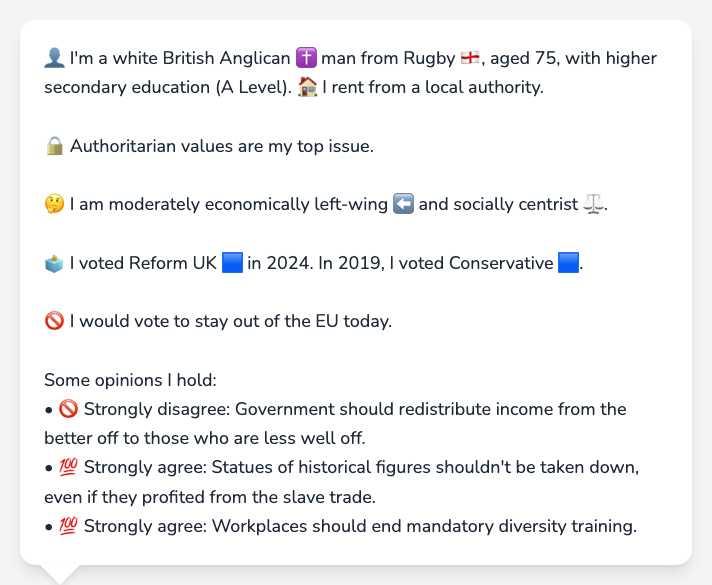 👤 I'm a white British Anglican ✝️ man from Rugby 🏴󠁧󠁢󠁥󠁮󠁧󠁿, aged 75, with higher
secondary education (A Level). 🏠 I rent from a local authority.
🔒 Authoritarian values are my top issue.
🤔 I am moderately economically left-wing ⬅️ and socially centrist ⚖️.
🗳️ I voted Reform UK 🟦 in 2024. In 2019, I voted Conservative 🟦.
🚫 I would vote to stay out of the EU today.
Some opinions I hold:
• 🚫 Strongly disagree: Government should redistribute income from the
better off to those who are less well off.
• 💯 Strongly agree: Statues of historical figures shouldn't be taken down,
even if they profited from the slave trade.
• 💯 Strongly agree: Workplaces should end mandatory diversity training.